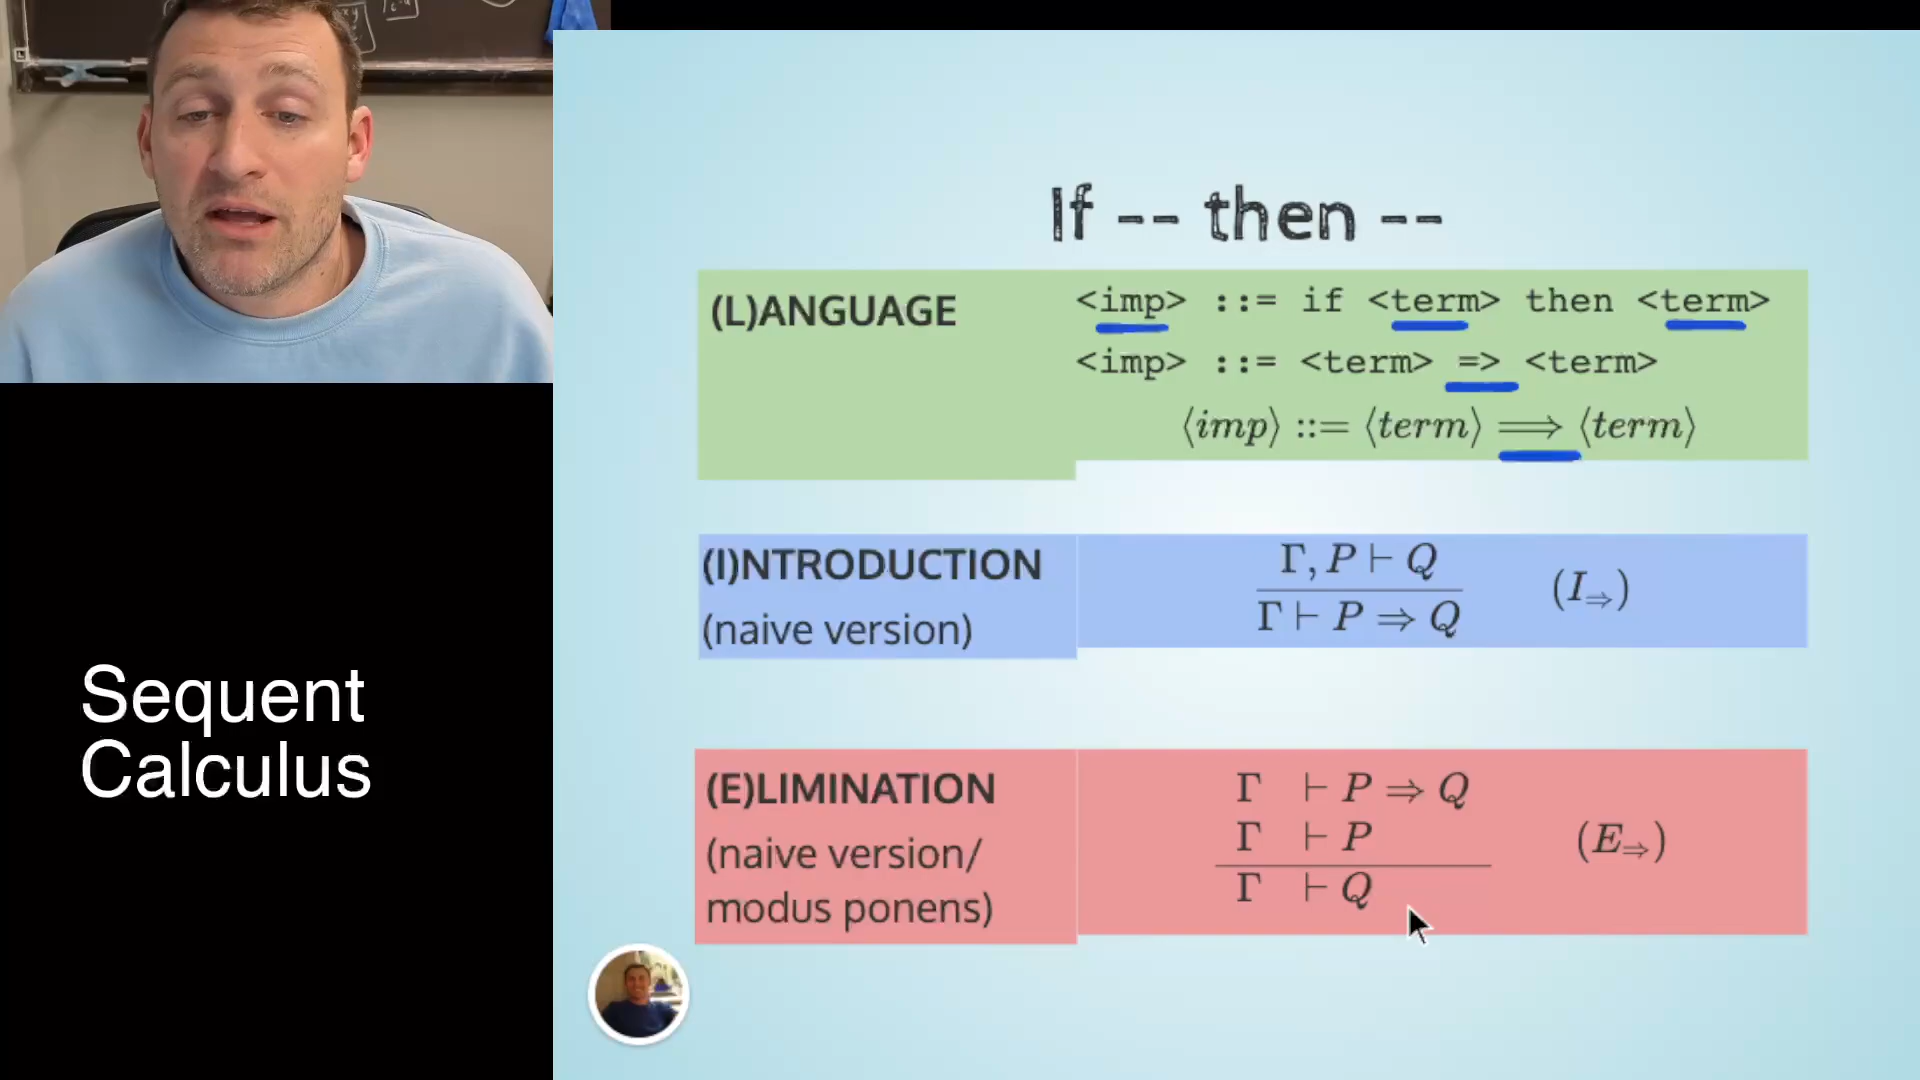 If -- then --
(L)ANGUAGE
<imp> ::= if <term> then <term>
<imp> ::= <term> => <term>
⟨imp⟩ ::= ⟨term⟩ ⟹ ⟨term⟩
(I)NTRODUCTION
(naive version)
Γ, P ⊢ Q
Γ ⊢ P ⇒ Q
(I⇒)
(E)LIMINATION
(naive version/
modus ponens)
Γ ⊢ P ⇒ Q
Γ ⊢ P
Γ ⊢ Q
(E⇒)
Sequent
Calculus